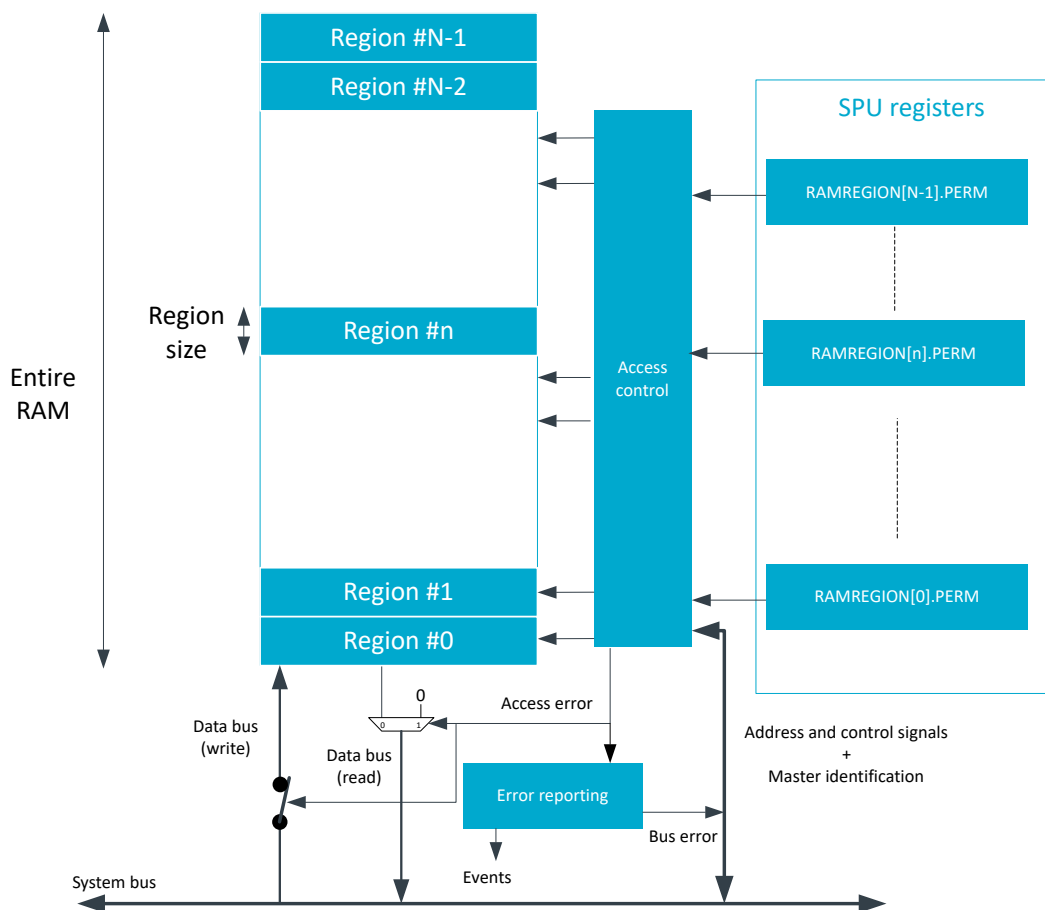 Region #N-1
Region #N-2
SPU registers
RAMREGION[N-1].PERM
Region
size
Region #n
RAMREGION[n].PERM
Entire
RAM
Access
control
Region #1
RAMREGION[0].PERM
Region #0
0
Access error
0 1
Data bus
(write)
Data bus
(read)
Address and control signals
+
Master identification
Error reporting
Bus error
Events
System bus